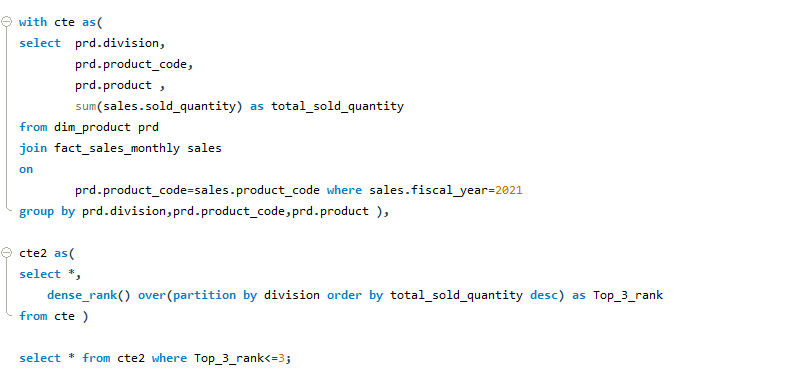 with cte as(
select  prd.division,
        prd.product_code,
        prd.product ,
        sum(sales.sold_quantity) as total_sold_quantity
from dim_product prd
join fact_sales_monthly sales
on
        prd.product_code=sales.product_code where sales.fiscal_year=2021
group by prd.division,prd.product_code,prd.product ),
cte2 as(
select *,
    dense_rank() over(partition by division order by total_sold_quantity desc) as Top_3_rank
from cte )
select * from cte2 where Top_3_rank<=3;